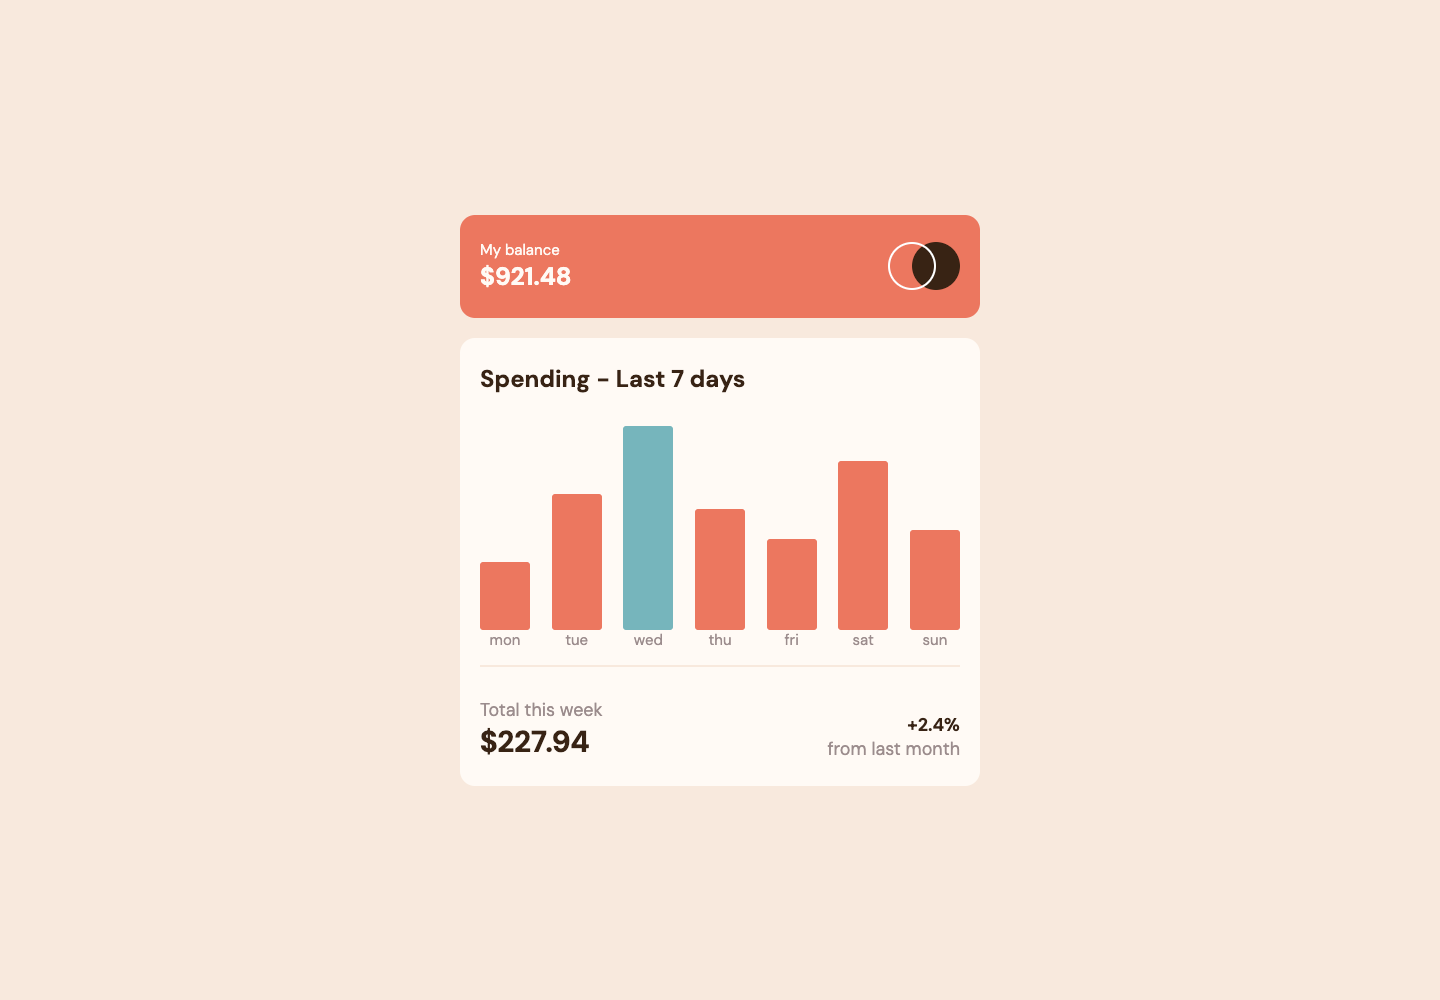 My balance
$921.48
Spending - Last 7 days
mon tue wed thu fri sat sun
Total this week
$227.94
+2.4%
from last month